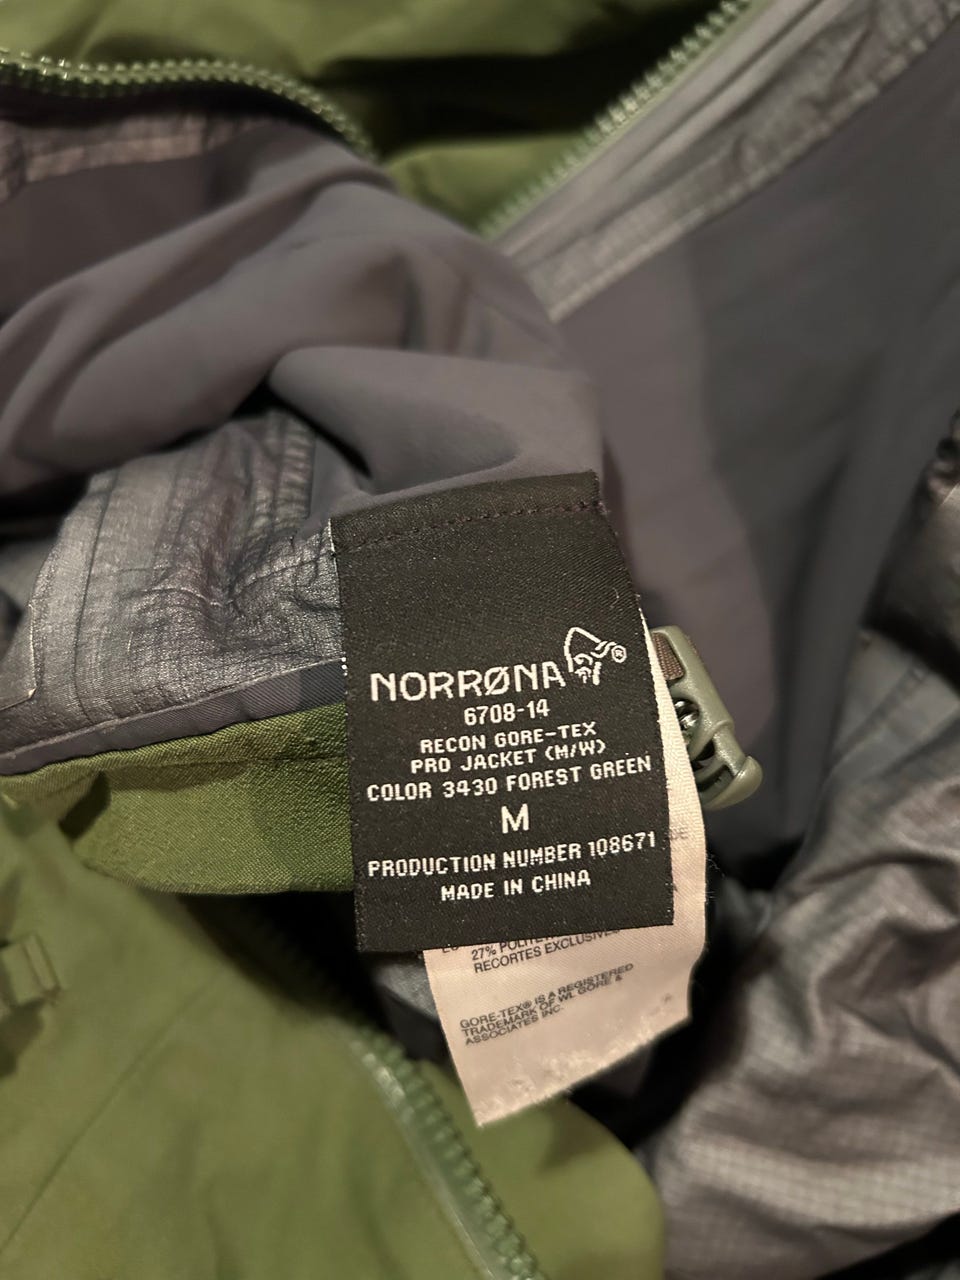 NORRØNA®
6708-14
RECON GORE-TEX
PRO JACKET (M/W)
COLOR 3430 FOREST GREEN
M
PRODUCTION NUMBER 108671
MADE IN CHINA
27%
RECORTES EXCLUSIVE
GORE-TEX® IS A REGISTERED
TRADEMARK OF WL GORE &
ASSOCIATES INC.